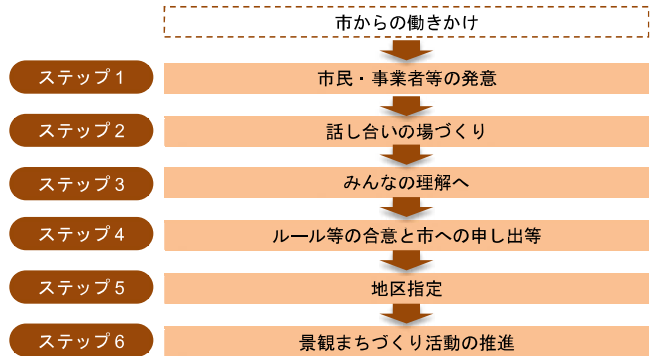 市からの働きかけ
ステップ1
市民・事業者等の発意
ステップ2
話し合いの場づくり
ステップ3
みんなの理解へ
ステップ4
ルール等の合意と市への申し出等
ステップ5
地区指定
ステップ6
景観まちづくり活動の推進